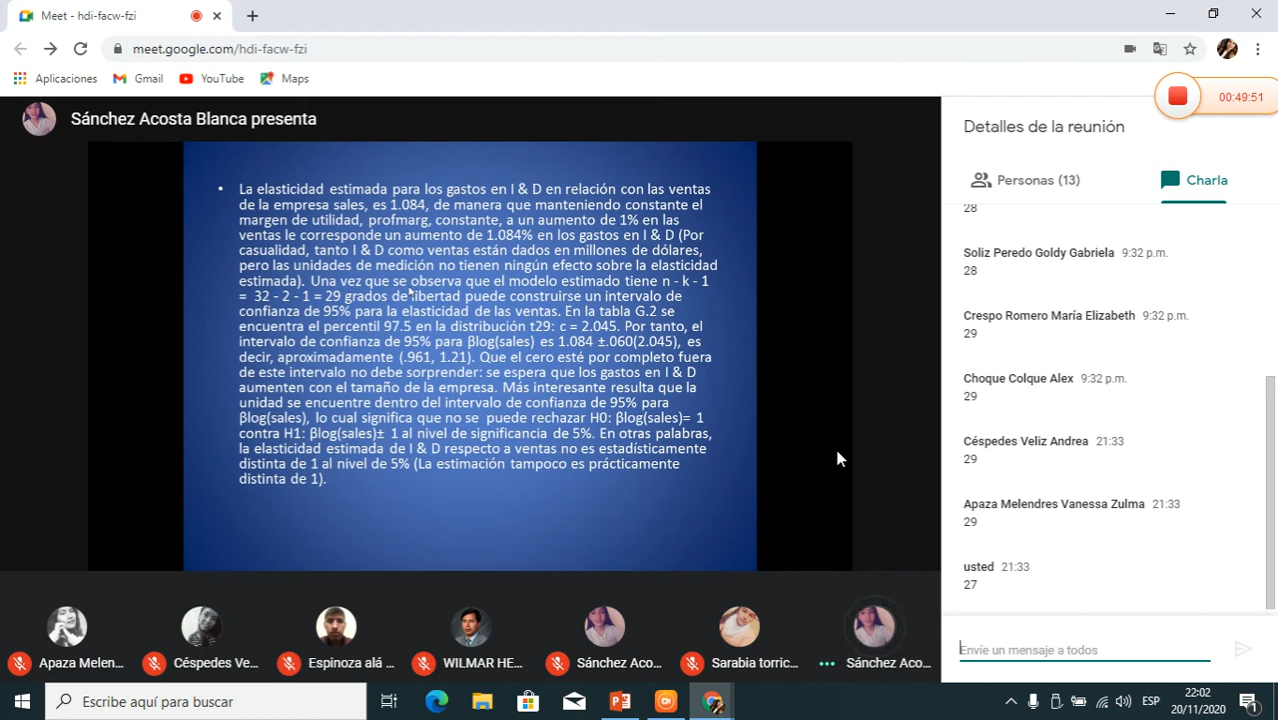 Meet - hdi-facw-fzi
meet.google.com/hdi-facw-fzi
Aplicaciones
Gmail
YouTube
Maps
00:49:51
Sánchez Acosta Blanca presenta
• La elasticidad estimada para los gastos en I & D en relación con las ventas
de la empresa sales, es 1.084, de manera que manteniendo constante el
margen de utilidad, profmarg, constante, a un aumento de 1% en las
ventas le corresponde un aumento de 1.084% en los gastos en I & D (Por
casualidad, tanto I & D como ventas están dados en millones de dólares,
pero las unidades de medición no tienen ningún efecto sobre la elasticidad
estimada). Una vez que se observa que el modelo estimado tiene n - k - 1
= 32 - 2 - 1 = 29 grados de libertad puede construirse un intervalo de
confianza de 95% para la elasticidad de las ventas. En la tabla G.2 se
encuentra el percentil 97.5 en la distribución t29: c = 2.045. Por tanto, el
intervalo de confianza de 95% para βlog(sales) es 1.084 ±.060(2.045), es
decir, aproximadamente (.961, 1.21). Que el cero esté por completo fuera
de este intervalo no debe sorprender: se espera que los gastos en I & D
aumenten con el tamaño de la empresa. Más interesante resulta que la
unidad se encuentre dentro del intervalo de confianza de 95% para
βlog(sales), lo cual significa que no se puede rechazar H0: βlog(sales)= 1
contra H1: βlog(sales)± 1 al nivel de significancia de 5%. En otras palabras,
la elasticidad estimada de I & D respecto a ventas no es estadísticamente
distinta de 1 al nivel de 5% (La estimación tampoco es prácticamente
distinta de 1).
Detalles de la reunión
Personas (13)
Charla
28
Soliz Peredo Goldy Gabriela 9:32 p.m.
28
Crespo Romero María Elizabeth 9:32 p.m.
29
Choque Colque Alex 9:32 p.m.
29
Céspedes Veliz Andrea 21:33
29
Apaza Melendres Vanessa Zulma 21:33
29
usted 21:33
27
Envíe un mensaje a todos
Apaza Melen...
Céspedes Ve...
Espinoza alá ...
WILMAR HE...
Sánchez Aco...
Sarabia torric...
Sánchez Aco...
Escribe aquí para buscar
ESP
22:02
20/11/2020
1